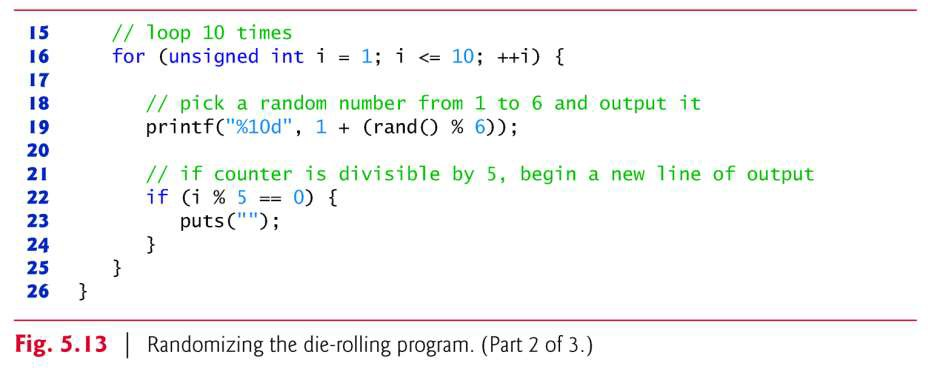 15 // loop 10 times
16 for (unsigned int i = 1; i <= 10; ++i) {
17
18 // pick a random number from 1 to 6 and output it
19 printf("%10d", 1 + (rand() % 6));
20
21 // if counter is divisible by 5, begin a new line of output
22 if (i % 5 == 0) {
23 puts("");
24 }
25 }
26 }
Fig. 5.13 | Randomizing the die-rolling program. (Part 2 of 3.)